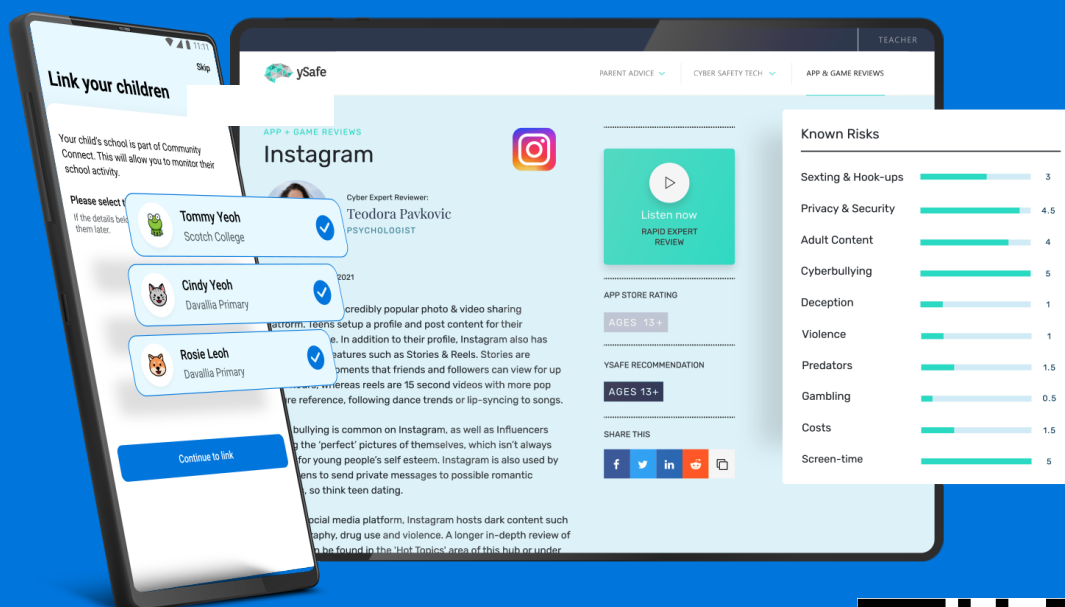 11:11
Skip
Link your children
Your child's school is part of Community
Connect. This will allow you to monitor their
school activity.
Please select
If the details
them later.
Tommy Yeoh
Scotch College
Cindy Yeoh
Davallia Primary
Rosie Leoh
Davallia Primary
Continue to link
TEACHER
ySafe
PARENT ADVICE
CYBER SAFETY TECH
APP & GAME REVIEWS
APP + GAME REVIEWS
Instagram
Cyber Expert Reviewer:
Teodora Pavkovic
PSYCHOLOGIST
2021
popular photo & video sharing
Teens setup a profile and post content for their
In addition to their profile, Instagram also has
such as Stories & Reels. Stories are
that friends and followers can view for up
whereas reels are 15 second videos with more pop
reference, following dance trends or lip-syncing to songs.
bullying is common on Instagram, as well as Influencers
the 'perfect' pictures of themselves, which isn't always
for young people's self esteem. Instagram is also used by
to send private messages to possible romantic
so think teen dating.
media platform, Instagram hosts dark content such
drug use and violence. A longer in-depth review of
be found in the 'Hot Topics' area of this hub or under
Listen now
RAPID EXPERT
REVIEW
APP STORE RATING
AGES 13+
YSAFE RECOMMENDATION
AGES 13+
SHARE THIS
Known Risks
Sexting & Hook-ups 3
Privacy & Security 4.5
Adult Content 4
Cyberbullying 5
Deception 1
Violence 1
Predators 1.5
Gambling 0.5
Costs 1.5
Screen-time 5